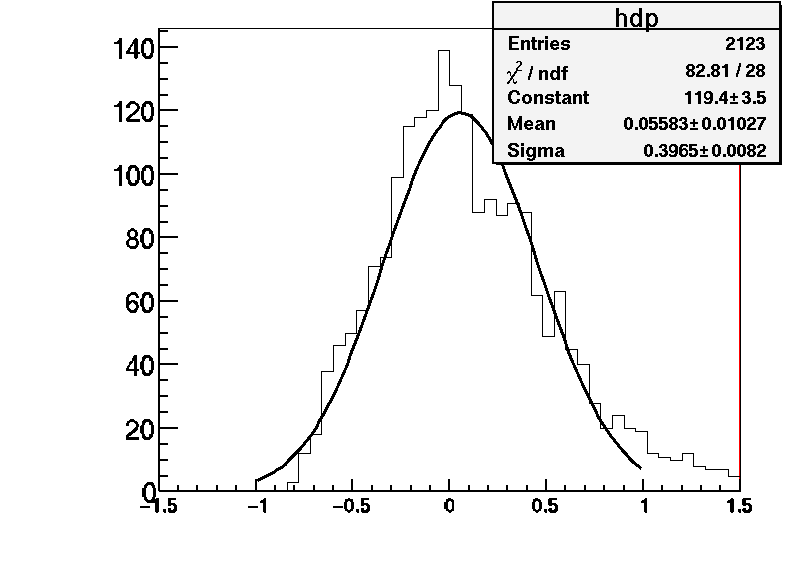 hdp
Entries 2123
χ² / ndf 82.81 / 28
Constant 119.4±3.5
Mean 0.05583±0.01027
Sigma 0.3965±0.0082
140
120
100
80
60
40
20
0
−1.5 −1 −0.5 0 0.5 1 1.5